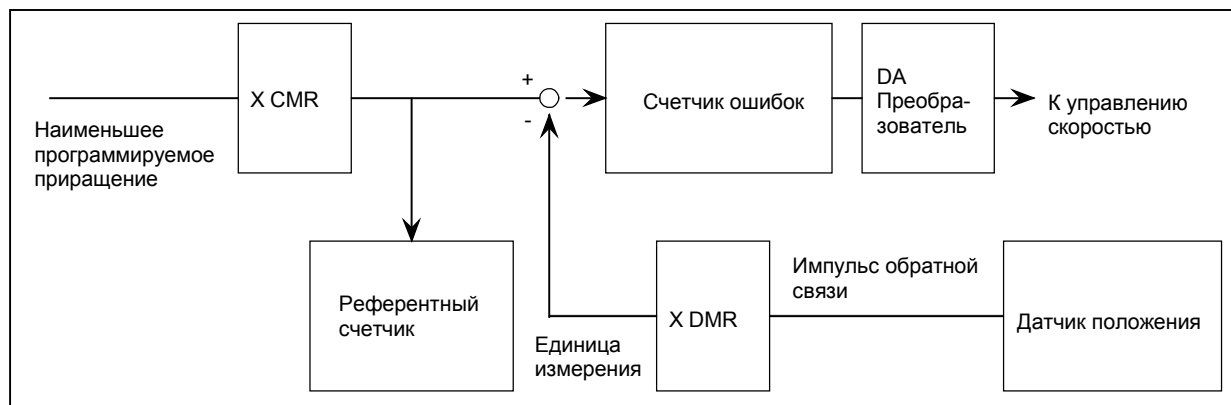 X CMR
Наименьшее
программируемое
приращение
+
-
Счетчик ошибок
DA
Преобра-
зователь
К управлению
скоростью
Референтный
счетчик
Единица
измерения
X DMR
Импульс обратной
связи
Датчик положения